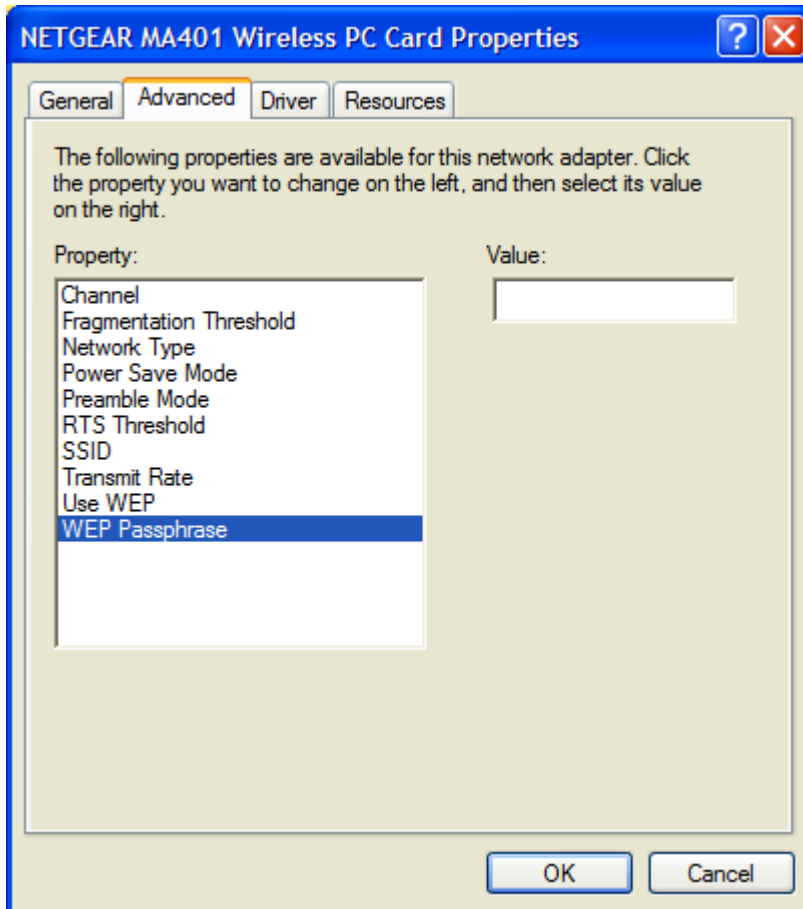 NETGEAR MA401 Wireless PC Card Properties
?
General Advanced Driver Resources
The following properties are available for this network adapter. Click
the property you want to change on the left, and then select its value
on the right.
Property: Value:
Channel
Fragmentation Threshold
Network Type
Power Save Mode
Preamble Mode
RTS Threshold
SSID
Transmit Rate
Use WEP
WEP Passphrase
OK Cancel